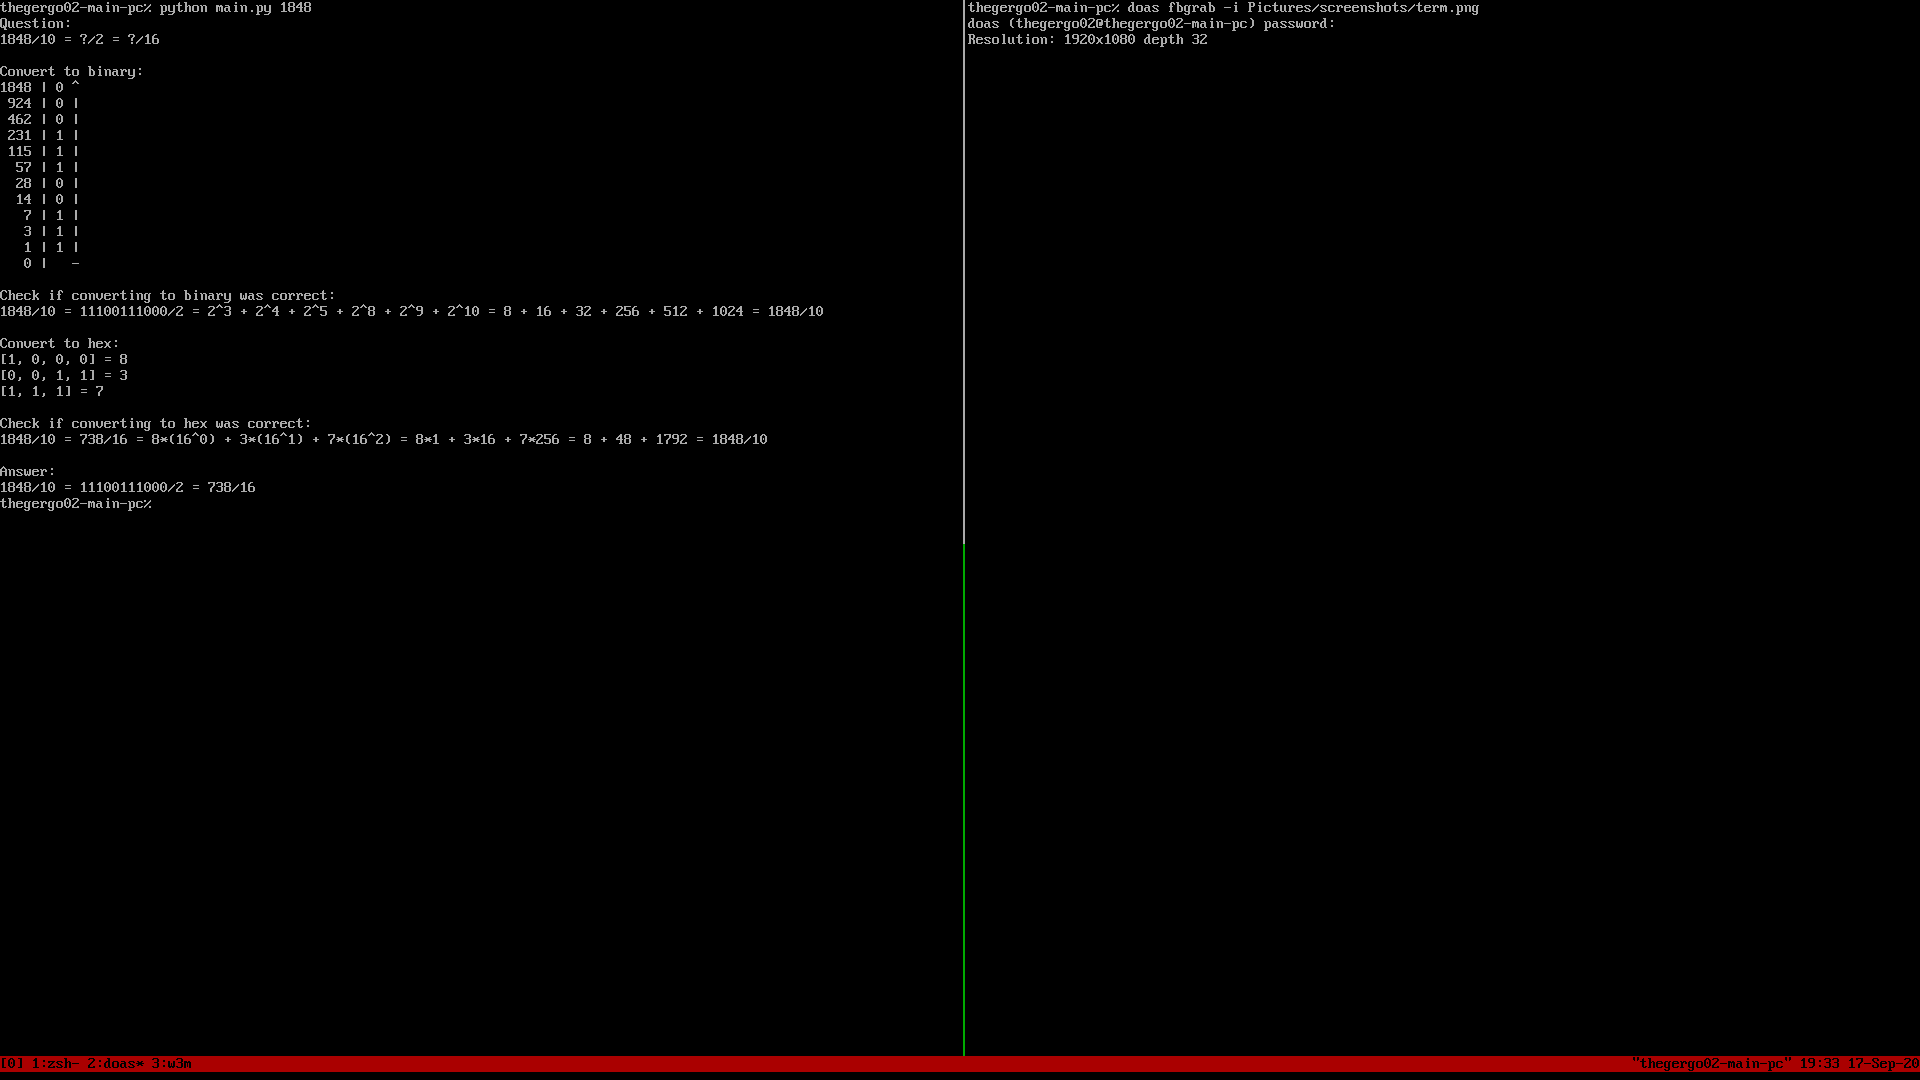 thegergo02-main-pc% python main.py 1848
Question:
1848/10 = ?/2 = ?/16
Convert to binary:
1848 | 0 ^
924 | 0 |
462 | 0 |
231 | 1 |
115 | 1 |
57 | 1 |
28 | 0 |
14 | 0 |
7 | 1 |
3 | 1 |
1 | 1 |
0 |   -
Check if converting to binary was correct:
1848/10 = 11100111000/2 = 2^3 + 2^4 + 2^5 + 2^8 + 2^9 + 2^10 = 8 + 16 + 32 + 256 + 512 + 1024 = 1848/10
Convert to hex:
[1, 0, 0, 0] = 8
[0, 0, 1, 1] = 3
[1, 1, 1] = 7
Check if converting to hex was correct:
1848/10 = 738/16 = 8*(16^0) + 3*(16^1) + 7*(16^2) = 8*1 + 3*16 + 7*256 = 8 + 48 + 1792 = 1848/10
Answer:
1848/10 = 11100111000/2 = 738/16
thegergo02-main-pc%
thegergo02-main-pc% doas fbgrab -i Pictures/screenshots/term.png
doas (thegergo02@thegergo02-main-pc) password:
Resolution: 1920x1080 depth 32
[0] 1:zsh- 2:doas* 3:w3m
"thegergo02-main-pc" 19:33 17-Sep-20